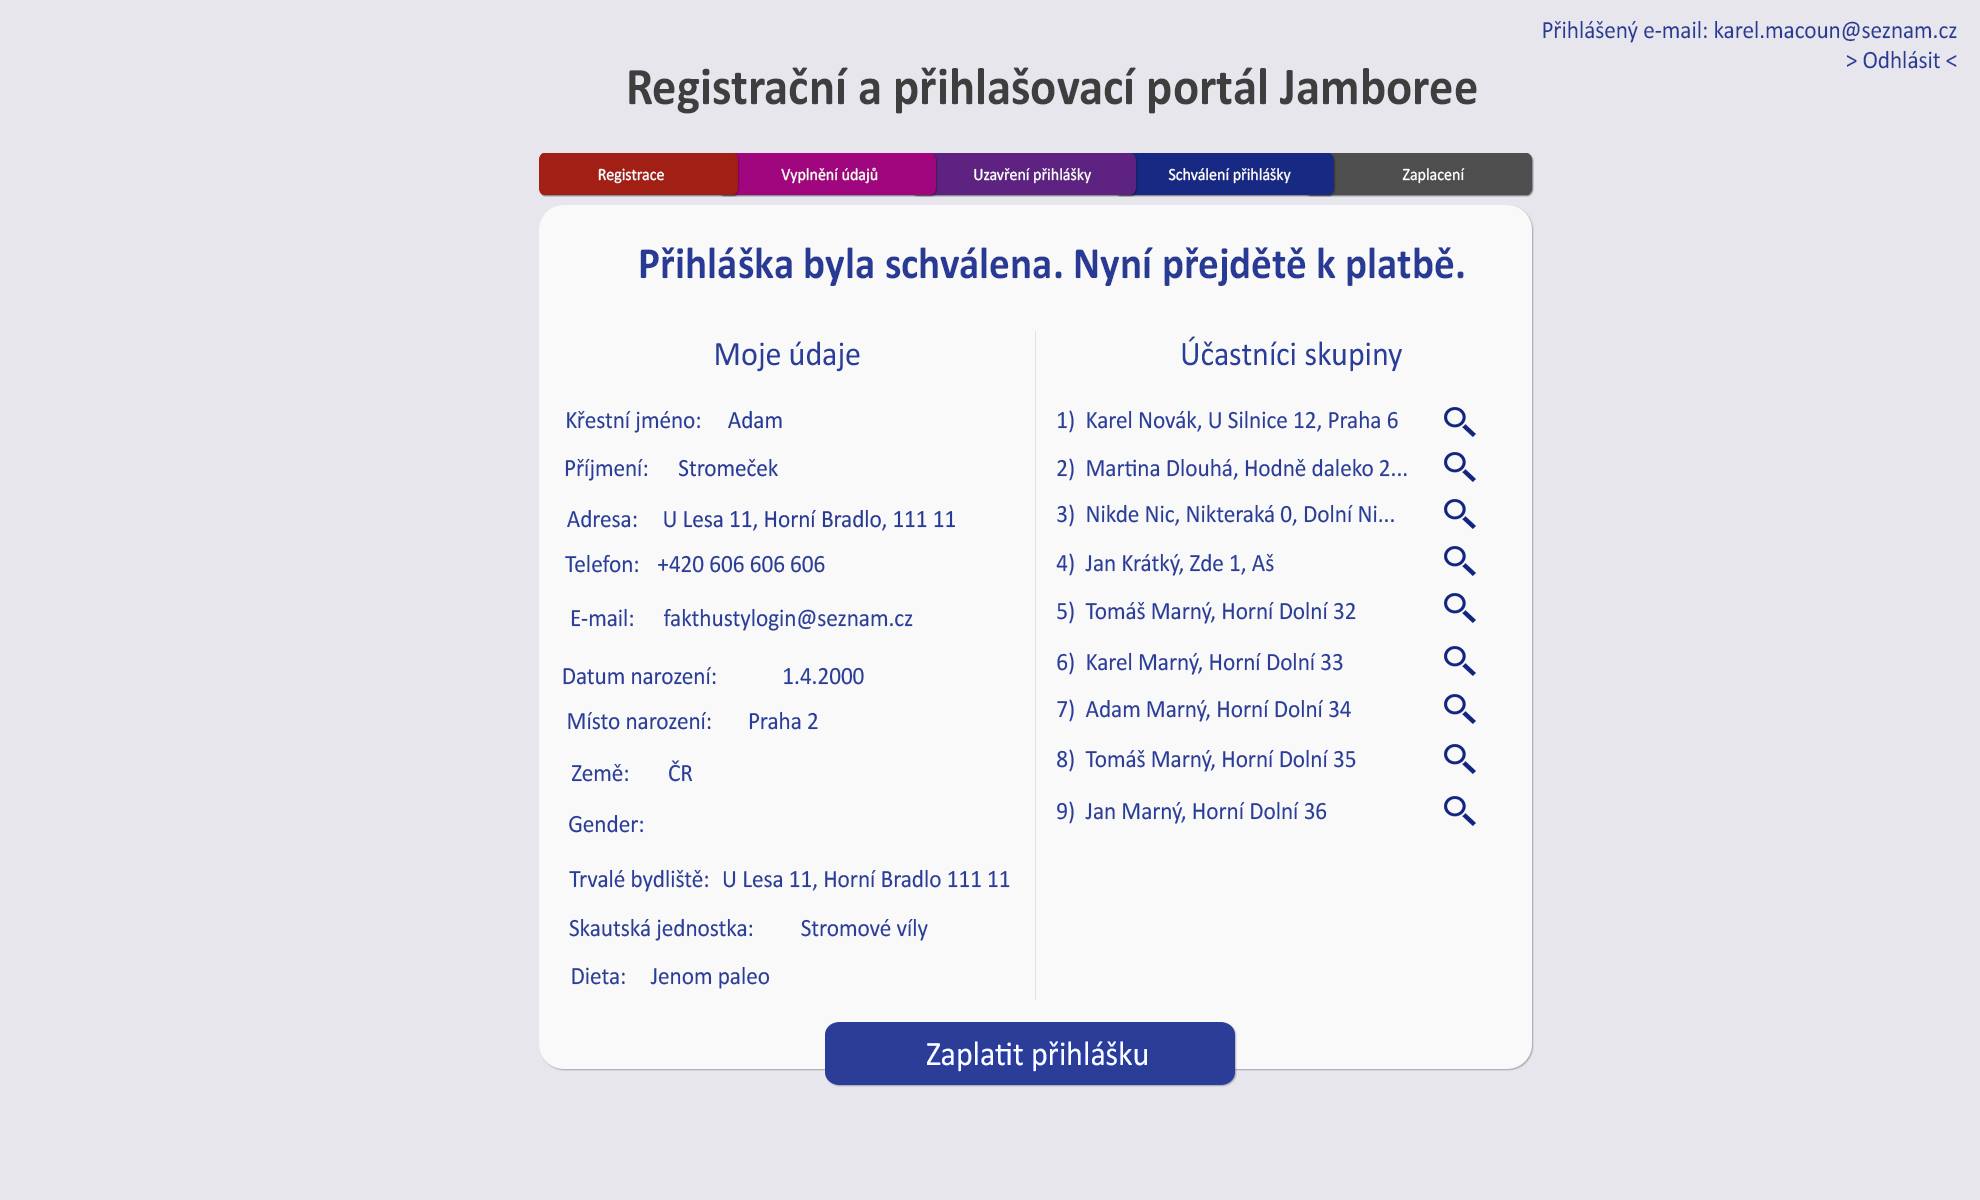 Přihlášený e-mail: karel.macoun@seznam.cz
> Odhlásit <
Registrační a přihlašovací portál Jamboree
Registrace
Vyplnění údajů
Uzavření přihlášky
Schválení přihlášky
Zaplacení
Přihláška byla schválena. Nyní přejdětě k platbě.
Moje údaje
Křestní jméno: Adam
Příjmení: Stromeček
Adresa: U Lesa 11, Horní Bradlo, 111 11
Telefon: +420 606 606 606
E-mail: fakthustylogin@seznam.cz
Datum narození: 1.4.2000
Místo narození: Praha 2
Země: ČR
Gender:
Trvalé bydliště: U Lesa 11, Horní Bradlo 111 11
Skautská jednostka: Stromové víly
Dieta: Jenom paleo
Účastníci skupiny
1) Karel Novák, U Silnice 12, Praha 6
2) Martina Dlouhá, Hodně daleko 2...
3) Nikde Nic, Nikteraká 0, Dolní Ni...
4) Jan Krátký, Zde 1, Aš
5) Tomáš Marný, Horní Dolní 32
6) Karel Marný, Horní Dolní 33
7) Adam Marný, Horní Dolní 34
8) Tomáš Marný, Horní Dolní 35
9) Jan Marný, Horní Dolní 36
Zaplatit přihlášku